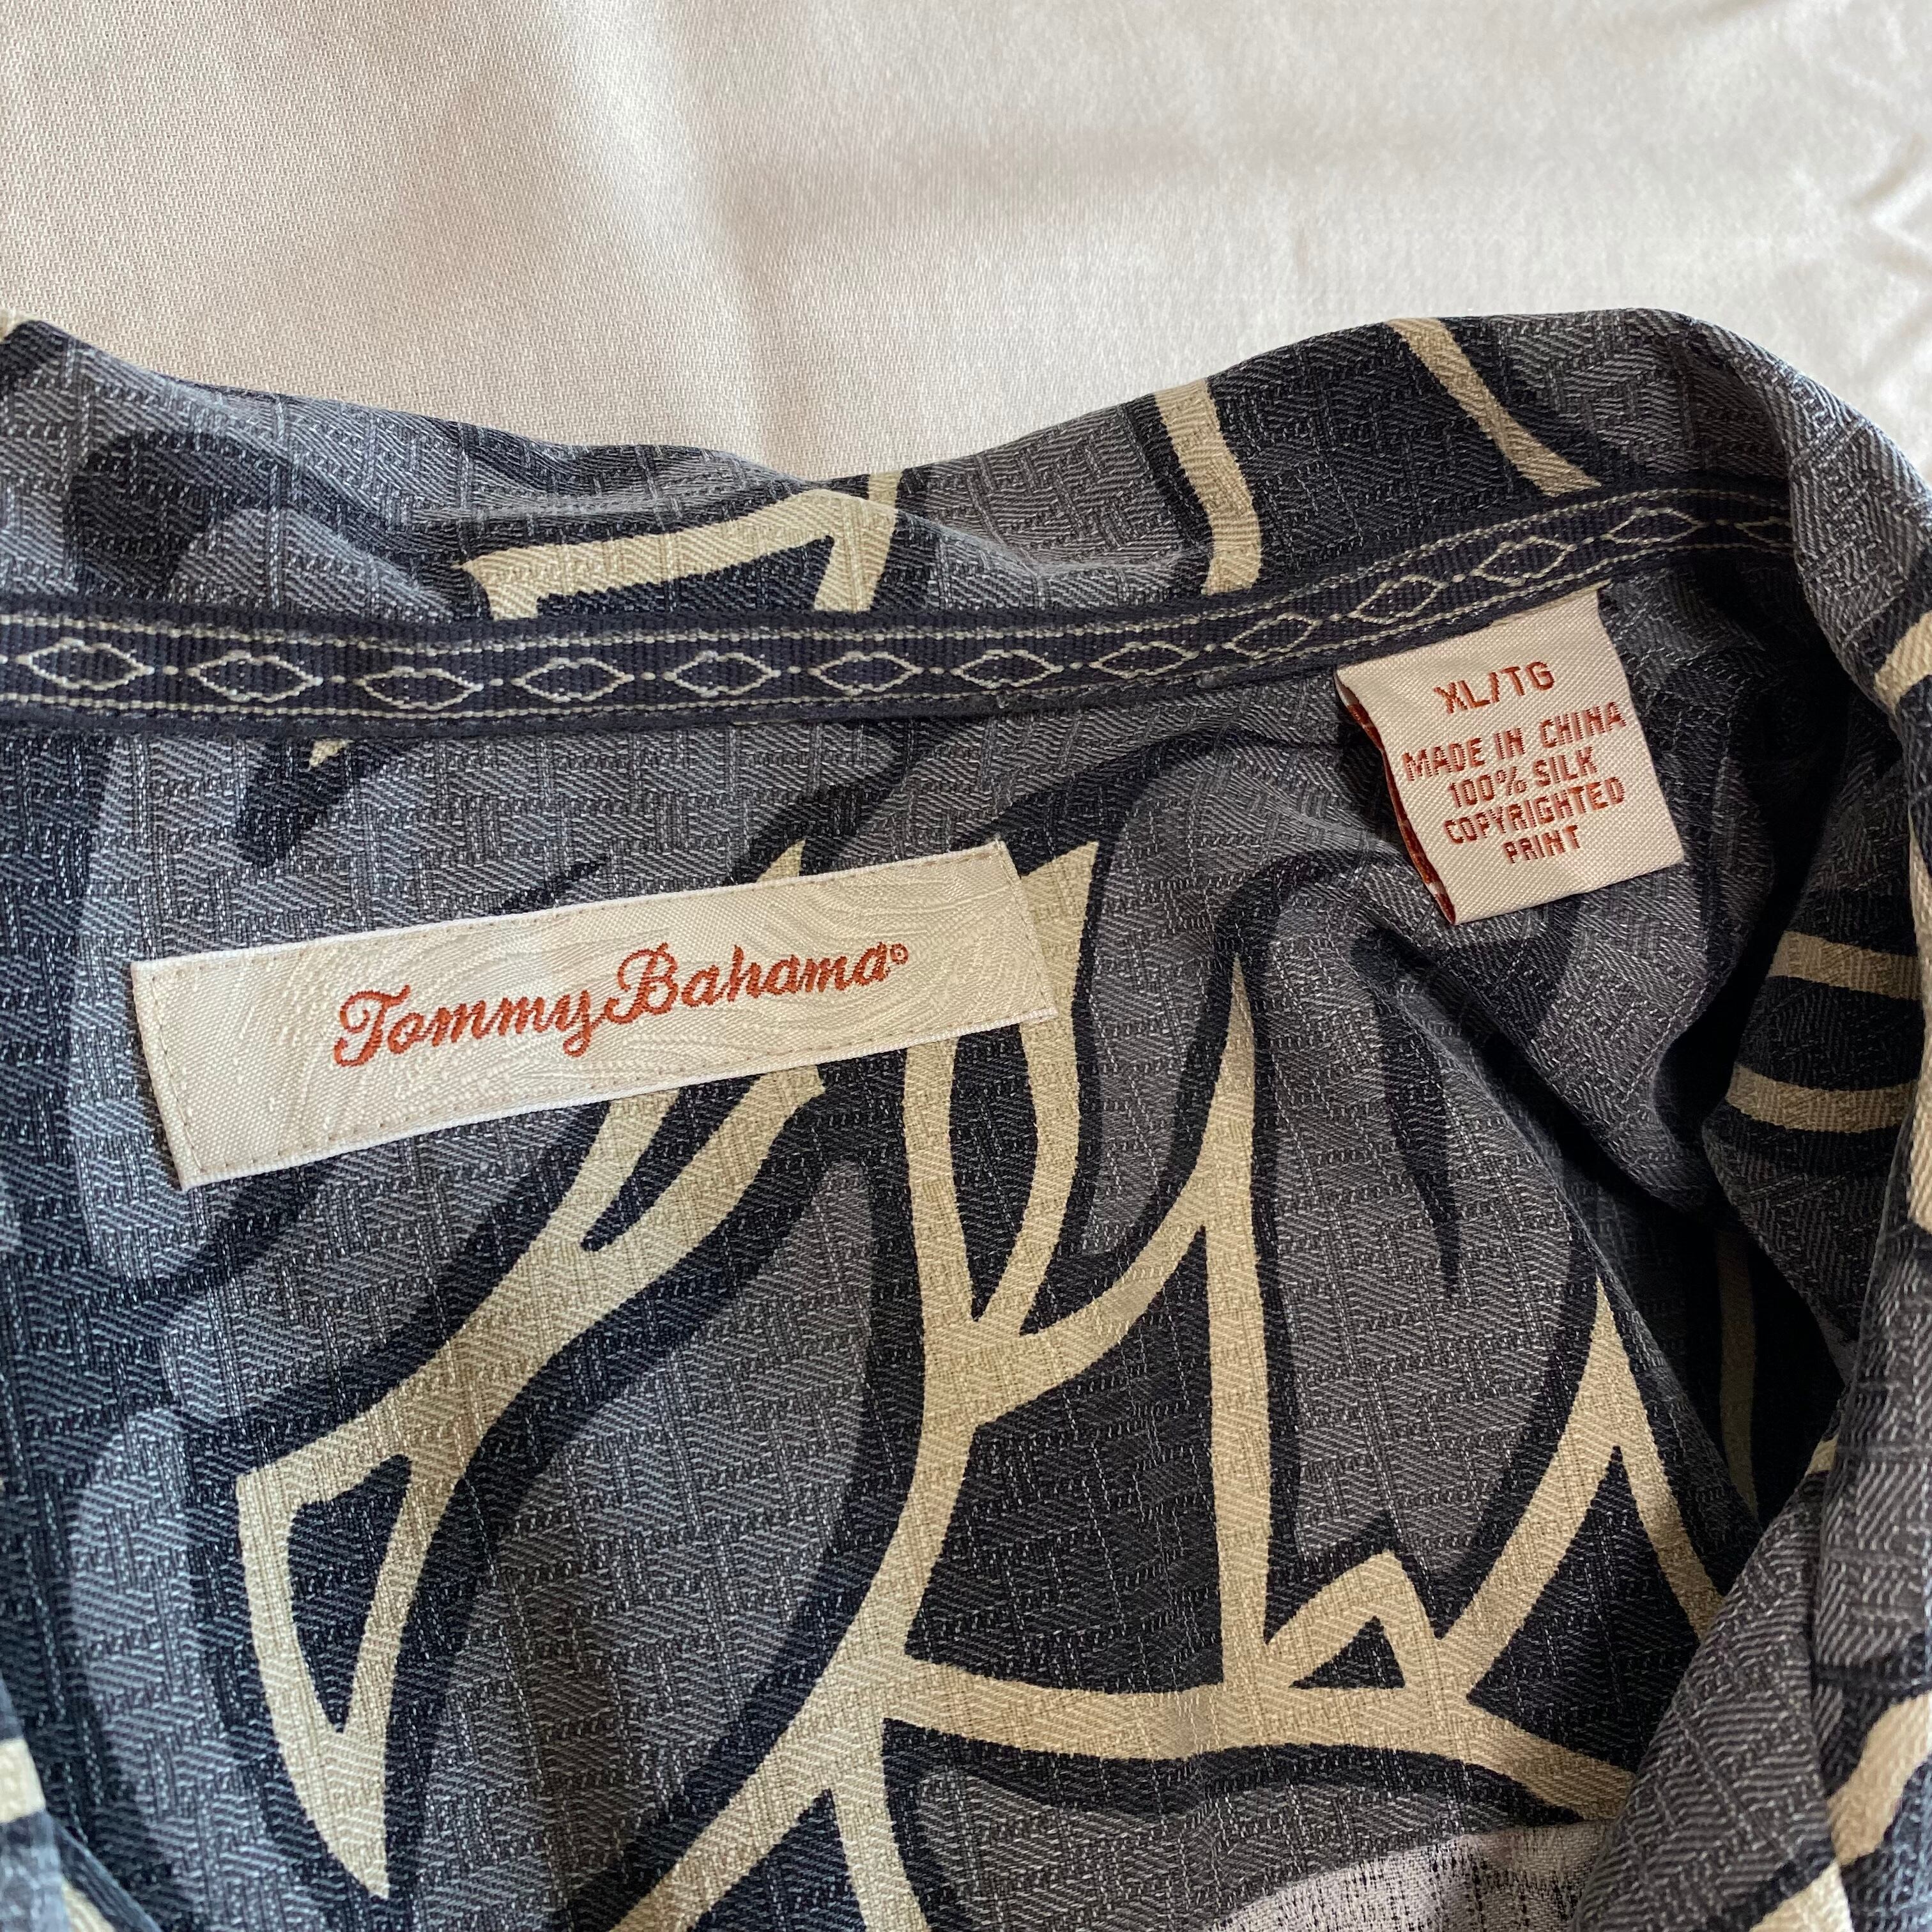 Tommy Bahama®
XL/TG
MADE IN CHINA
100% SILK
COPYRIGHTED
PRINT